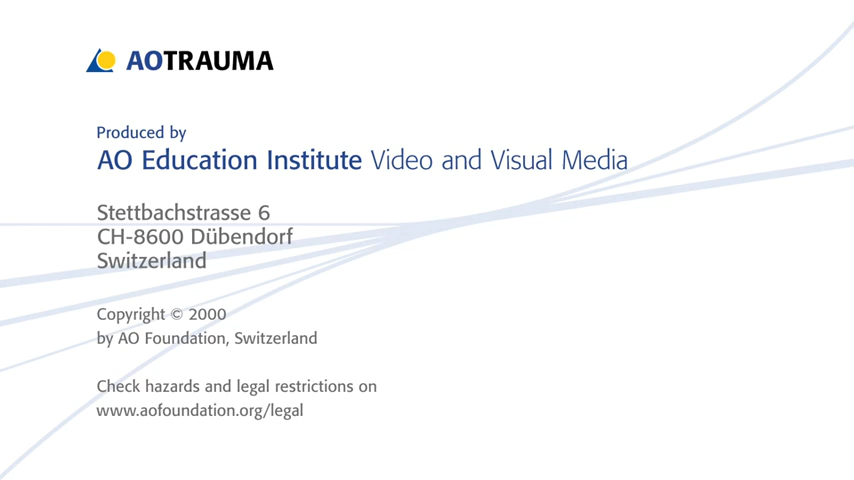 AOTRAUMA
Produced by
AO Education Institute Video and Visual Media
Stettbachstrasse 6
CH-8600 Dübendorf
Switzerland
Copyright © 2000
by AO Foundation, Switzerland
Check hazards and legal restrictions on
www.aofoundation.org/legal